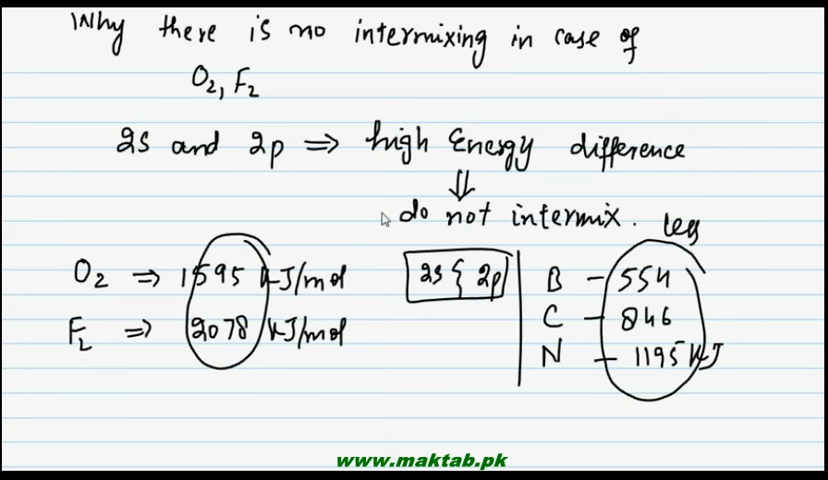 Why there is no intermixing in case of
O₂, F₂
2s and 2p ⇒ high Energy difference
⇓
do not intermix.
less
O₂ ⇒ 1595 kJ/mol
F₂ ⇒ 2078 kJ/mol
2s { 2p
B – 554
C – 846
N – 1195 kJ
www.maktab.pk